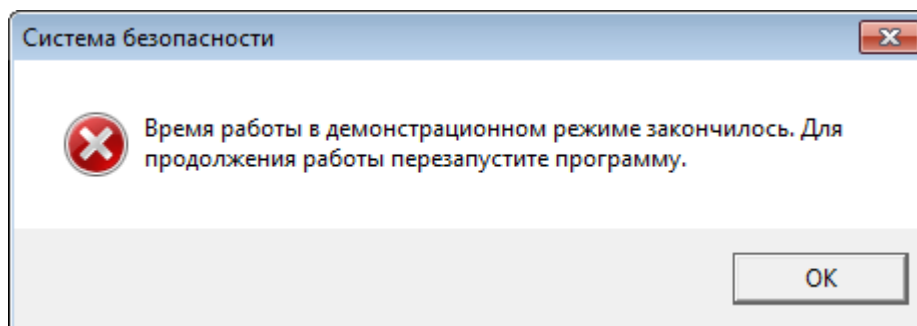 Система безопасности
Время работы в демонстрационном режиме закончилось. Для
продолжения работы перезапустите программу.
OK